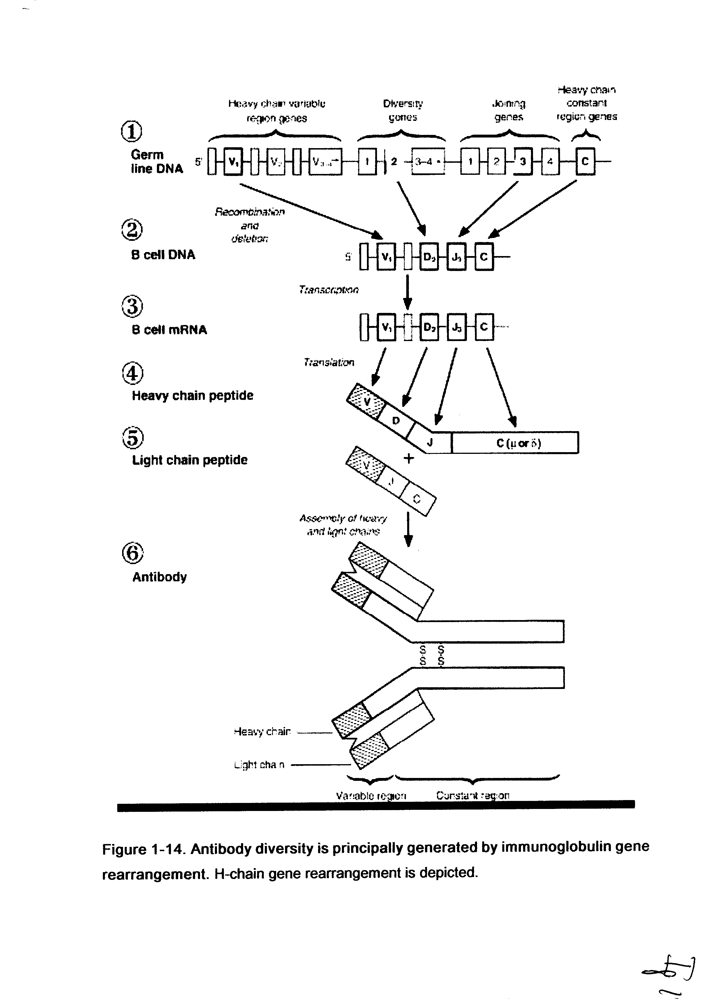 Heavy chain variable
region genes
Diversity
genes
Joining
genes
Heavy chain
constant
region genes
①
Germ
line DNA
5' V₁ V₂ 1 2 3-4 1 2 3 4 C
Recombination
and
deletion
②
B cell DNA
5' V₁ D₂ J₃ C
Transcription
③
B cell mRNA
V₁ D₂ J₃ C
Translation
④
Heavy chain peptide
V D J C (μ or δ)
⑤
Light chain peptide
+
V J C
Assembly of heavy
and light chains
⑥
Antibody
S S
S S
Heavy chain
Light chain
Variable region Constant region
Figure 1-14. Antibody diversity is principally generated by immunoglobulin gene
rearrangement. H-chain gene rearrangement is depicted.